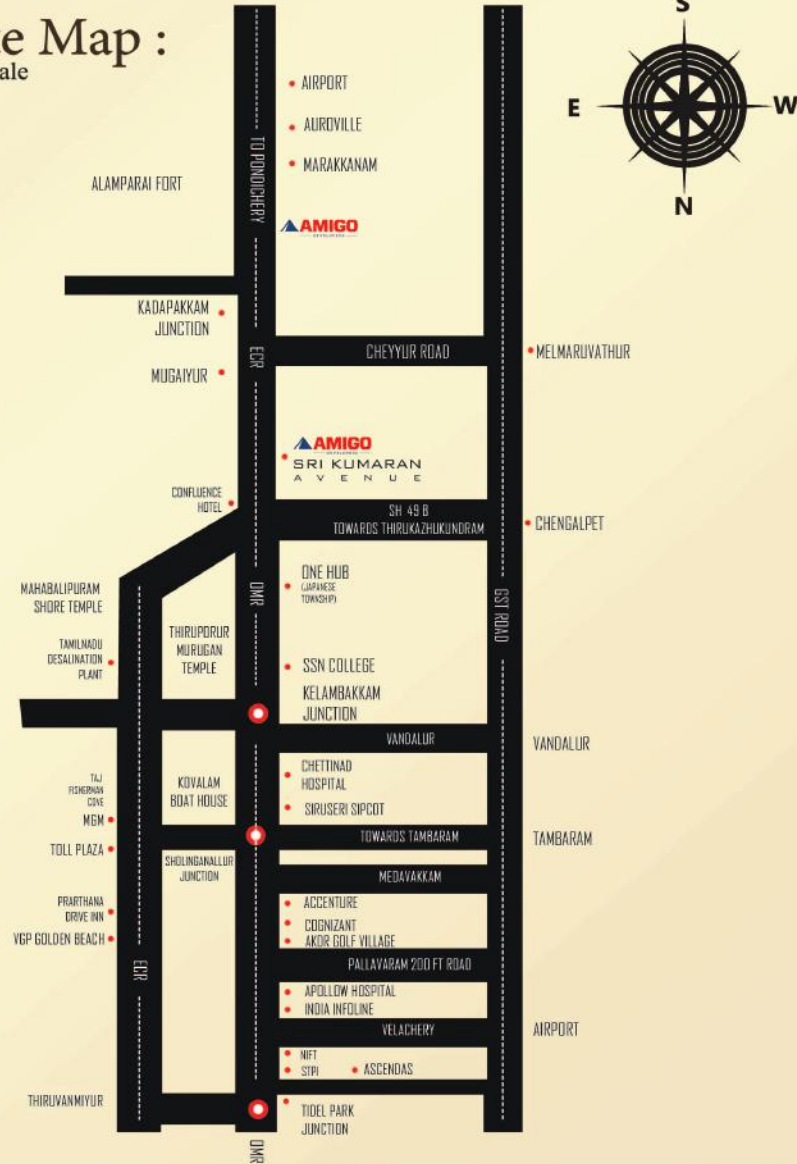 e Map :
ale
S
E
W
N
AIRPORT
AUROVILLE
MARAKKANAM
TO PONDICHERY
ALAMPARAI FORT
AMIGO
KADAPAKKAM
JUNCTION
ECR
CHEYYUR ROAD
MELMARUVATHUR
MUGAIYUR
AMIGO
SRI KUMARAN
AVENUE
CONFLUENCE
HOTEL
SH 49 B
TOWARDS THIRUKAZHUKUNDRAM
CHENGALPET
ONE HUB
(JAPANESE
TOWNSHIP)
OMR
GST ROAD
MAHABALIPURAM
SHORE TEMPLE
THIRUPORUR
MURUGAN
TEMPLE
TAMILNADU
DESALINATION
PLANT
SSN COLLEGE
KELAMBAKKAM
JUNCTION
VANDALUR
VANDALUR
CHETTINAD
HOSPITAL
TAJ
FISHERMAN
COVE
KOVALAM
BOAT HOUSE
SIRUSERI SIPCOT
MGM
TOWARDS TAMBARAM
TAMBARAM
TOLL PLAZA
SHOLINGANALLUR
JUNCTION
MEDAVAKKAM
PRARTHANA
DRIVE INN
ACCENTURE
COGNIZANT
AKDR GOLF VILLAGE
VGP GOLDEN BEACH
ECR
PALLAVARAM 200 FT ROAD
APOLLOW HOSPITAL
INDIA INFOLINE
VELACHERY
AIRPORT
NIFT
STPI
ASCENDAS
THIRUVANMIYUR
TIDEL PARK
JUNCTION
OMR